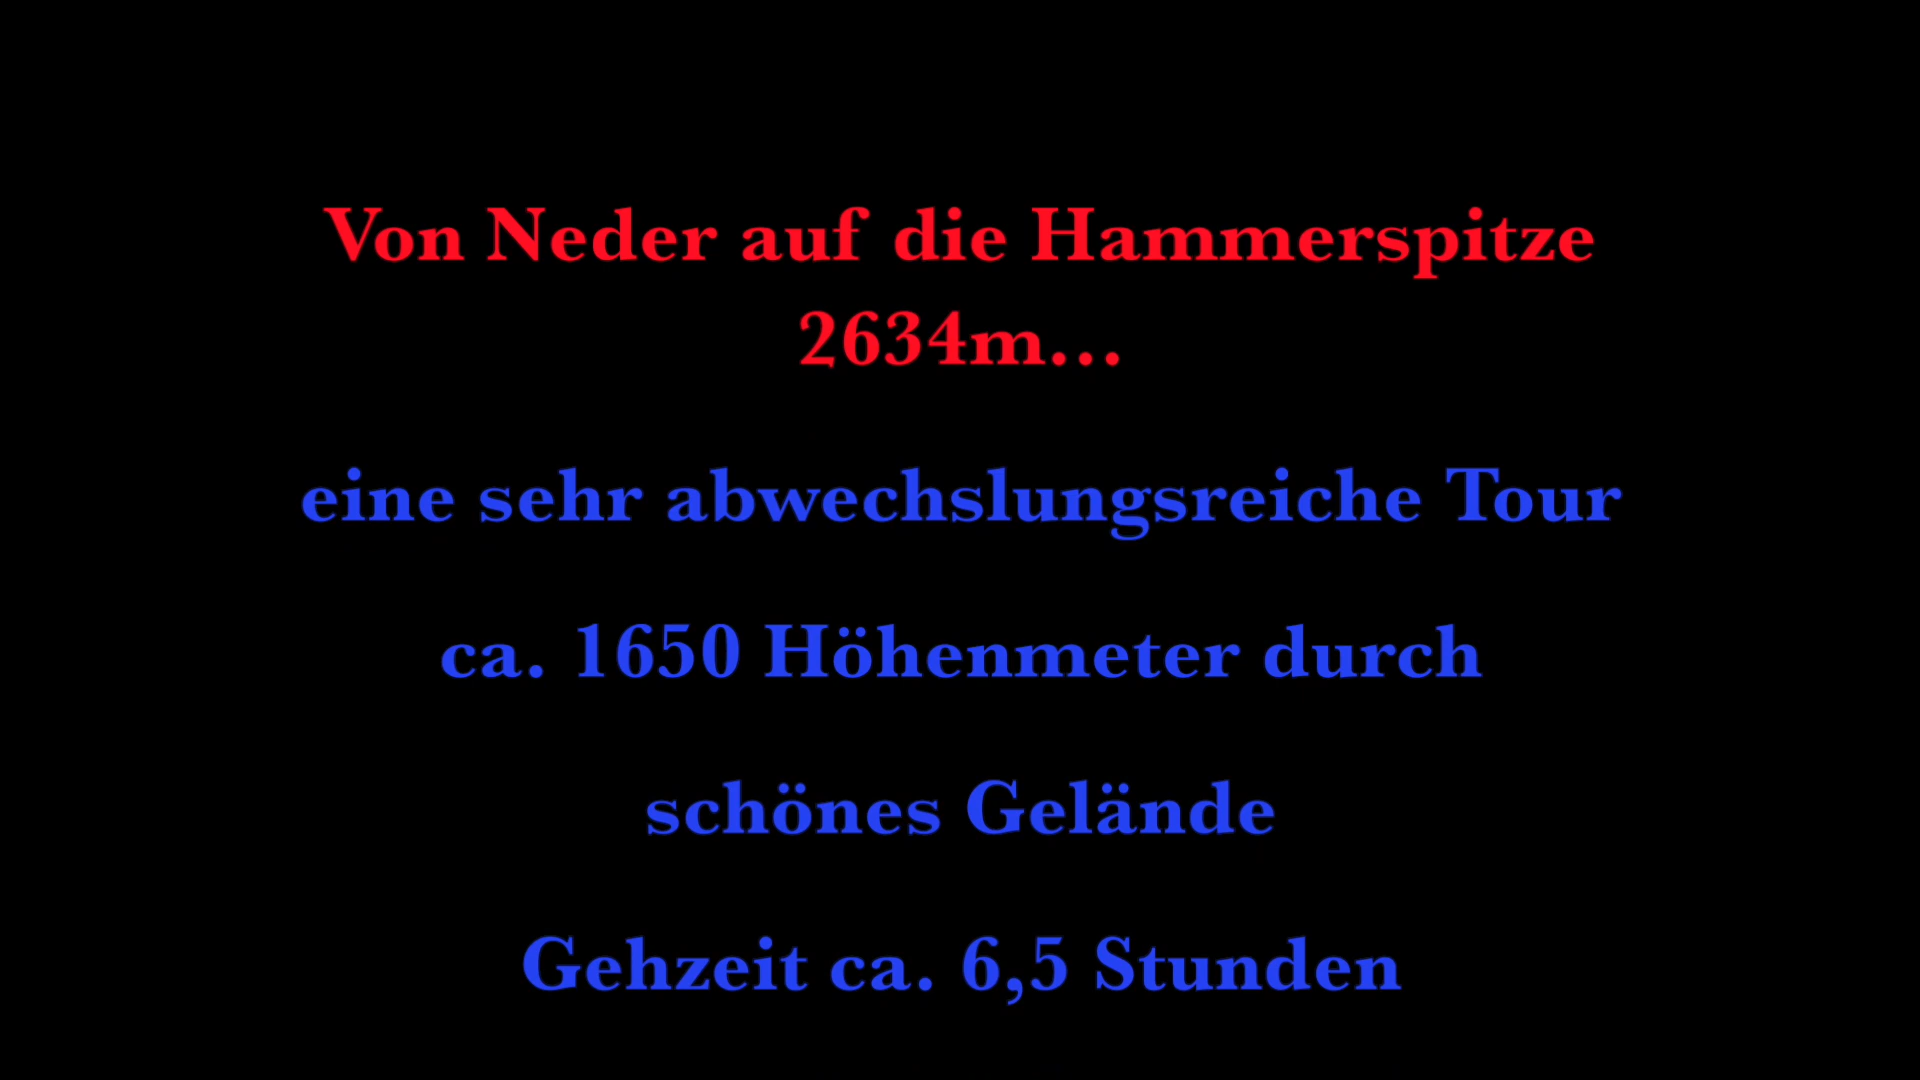 Von Neder auf die Hammerspitze
2634m...
eine sehr abwechslungsreiche Tour
ca. 1650 Höhenmeter durch
schönes Gelände
Gehzeit ca. 6,5 Stunden